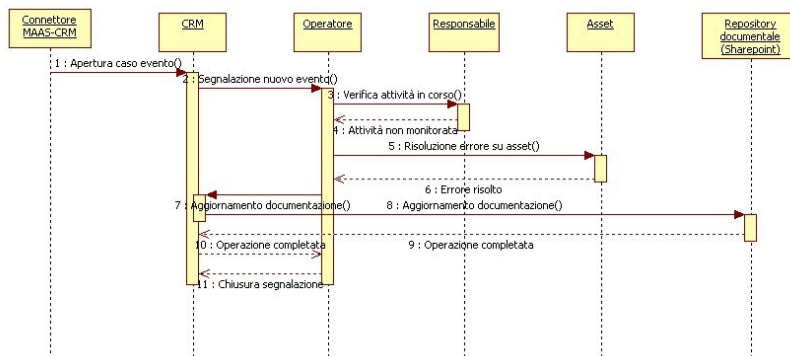 Connettore
MAAS-CRM
CRM
Operatore
Responsabile
Asset
Repository
documentale
(Sharepoint)
1 : Apertura caso evento()
2 : Segnalazione nuovo evento()
3 : Verifica attività in corso()
4 : Attività non monitorata
5 : Risoluzione errore su asset()
6 : Errore risolto
7 : Aggiornamento documentazione()
8 : Aggiornamento documentazione()
9 : Operazione completata
10 : Operazione completata
11 : Chiusura segnalazione